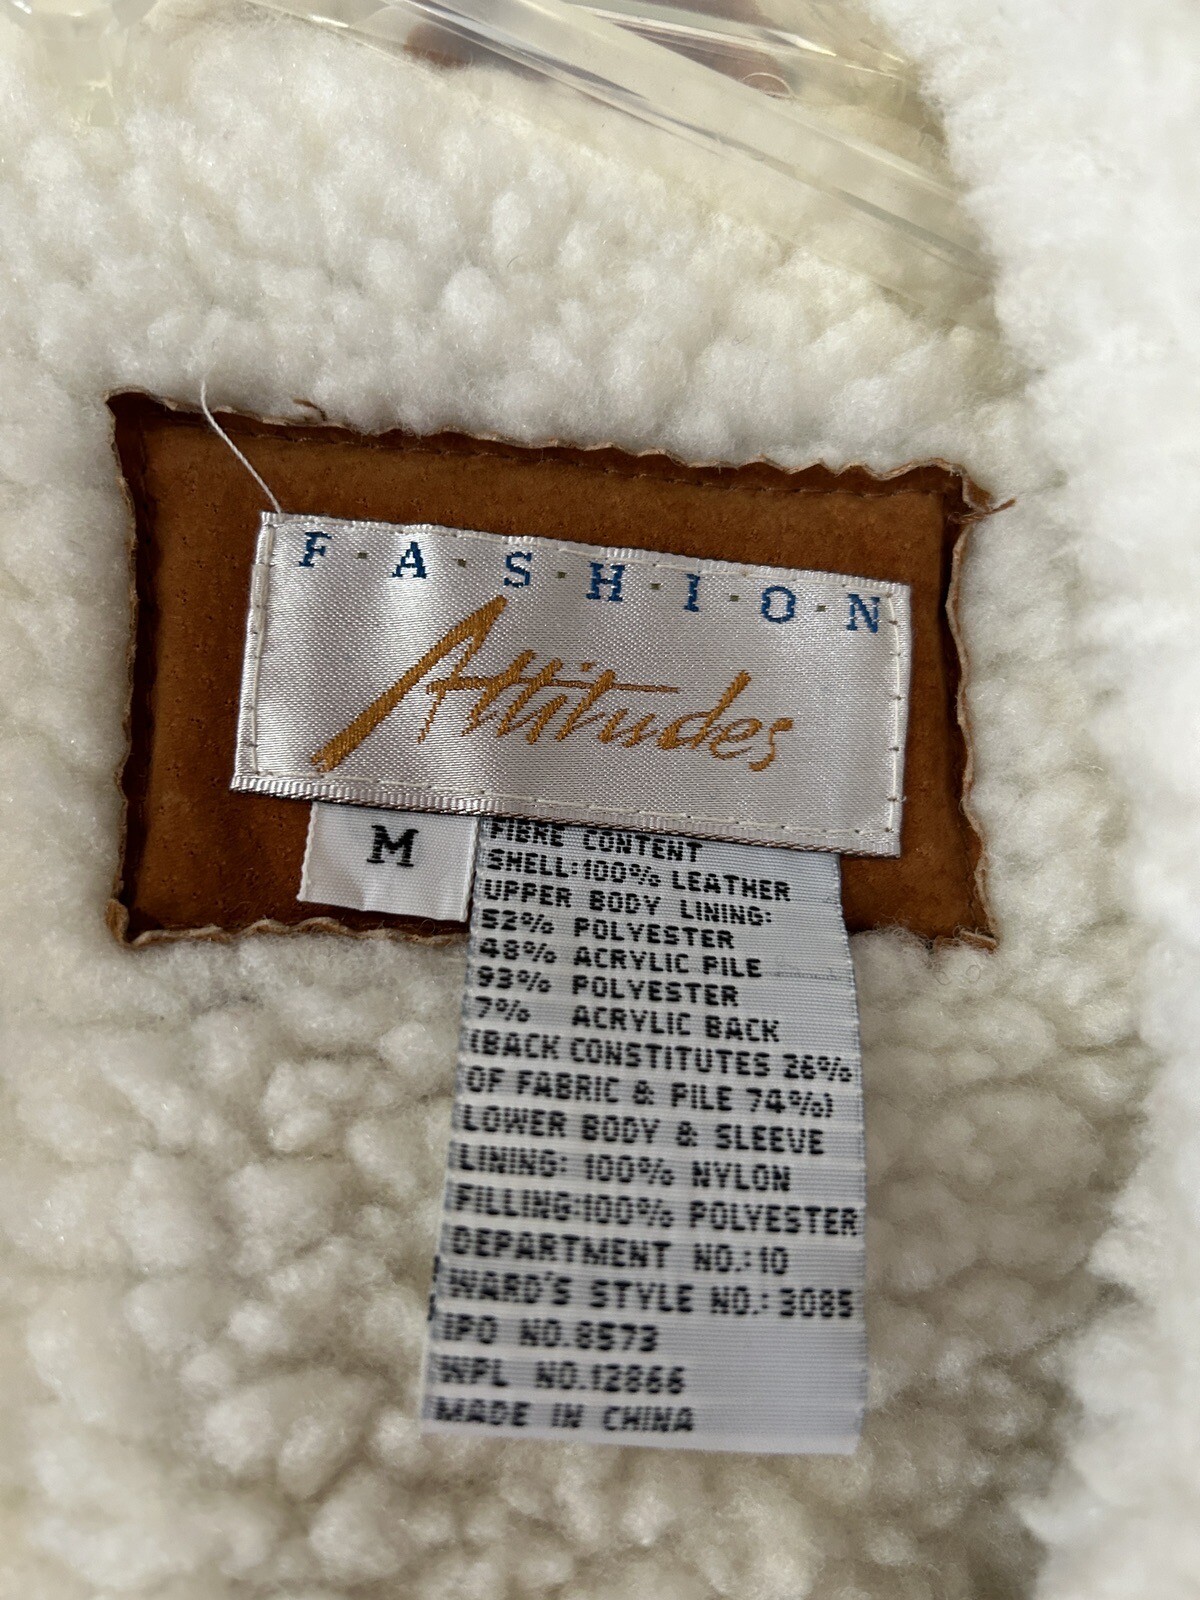 F·A·S·H·I·O·N
Attitudes
M
FIBRE CONTENT
SHELL:100% LEATHER
UPPER BODY LINING:
52% POLYESTER
48% ACRYLIC PILE
93% POLYESTER
7% ACRYLIC BACK
(BACK CONSTITUTES 26%
OF FABRIC & PILE 74%)
LOWER BODY & SLEEVE
LINING: 100% NYLON
FILLING:100% POLYESTER
DEPARTMENT NO.:10
WARD'S STYLE NO.: 3085
IPO NO.8573
WPL NO.12866
MADE IN CHINA